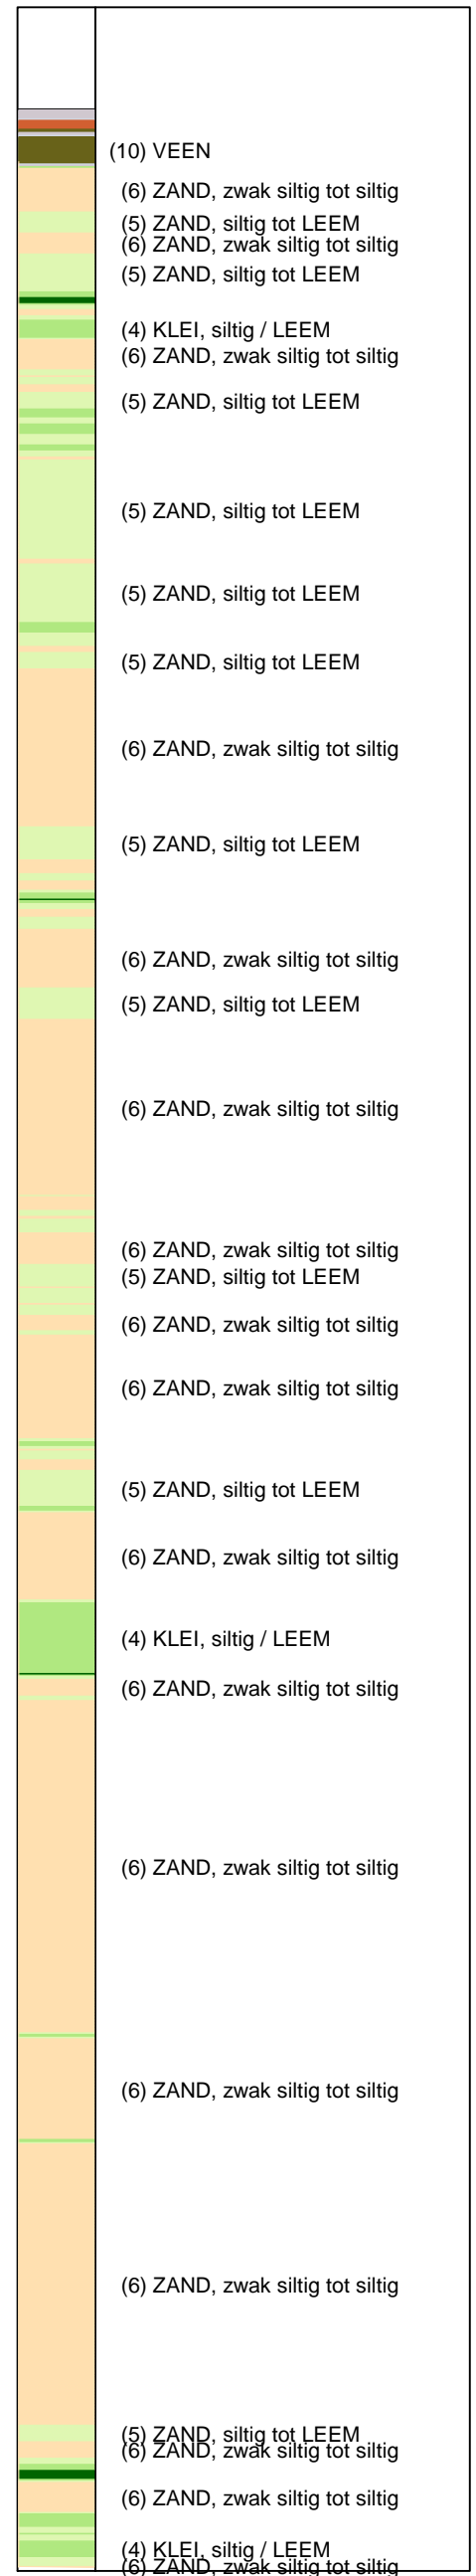 (10) VEEN
(6) ZAND, zwak siltig tot siltig
(5) ZAND, siltig tot LEEM
(6) ZAND, zwak siltig tot siltig
(5) ZAND, siltig tot LEEM
(4) KLEI, siltig / LEEM
(6) ZAND, zwak siltig tot siltig
(5) ZAND, siltig tot LEEM
(5) ZAND, siltig tot LEEM
(5) ZAND, siltig tot LEEM
(5) ZAND, siltig tot LEEM
(6) ZAND, zwak siltig tot siltig
(5) ZAND, siltig tot LEEM
(6) ZAND, zwak siltig tot siltig
(5) ZAND, siltig tot LEEM
(6) ZAND, zwak siltig tot siltig
(6) ZAND, zwak siltig tot siltig
(5) ZAND, siltig tot LEEM
(6) ZAND, zwak siltig tot siltig
(6) ZAND, zwak siltig tot siltig
(5) ZAND, siltig tot LEEM
(6) ZAND, zwak siltig tot siltig
(4) KLEI, siltig / LEEM
(6) ZAND, zwak siltig tot siltig
(6) ZAND, zwak siltig tot siltig
(6) ZAND, zwak siltig tot siltig
(6) ZAND, zwak siltig tot siltig
(5) ZAND, siltig tot LEEM
(6) ZAND, zwak siltig tot siltig
(6) ZAND, zwak siltig tot siltig
(4) KLEI, siltig / LEEM
(6) ZAND, zwak siltig tot siltig